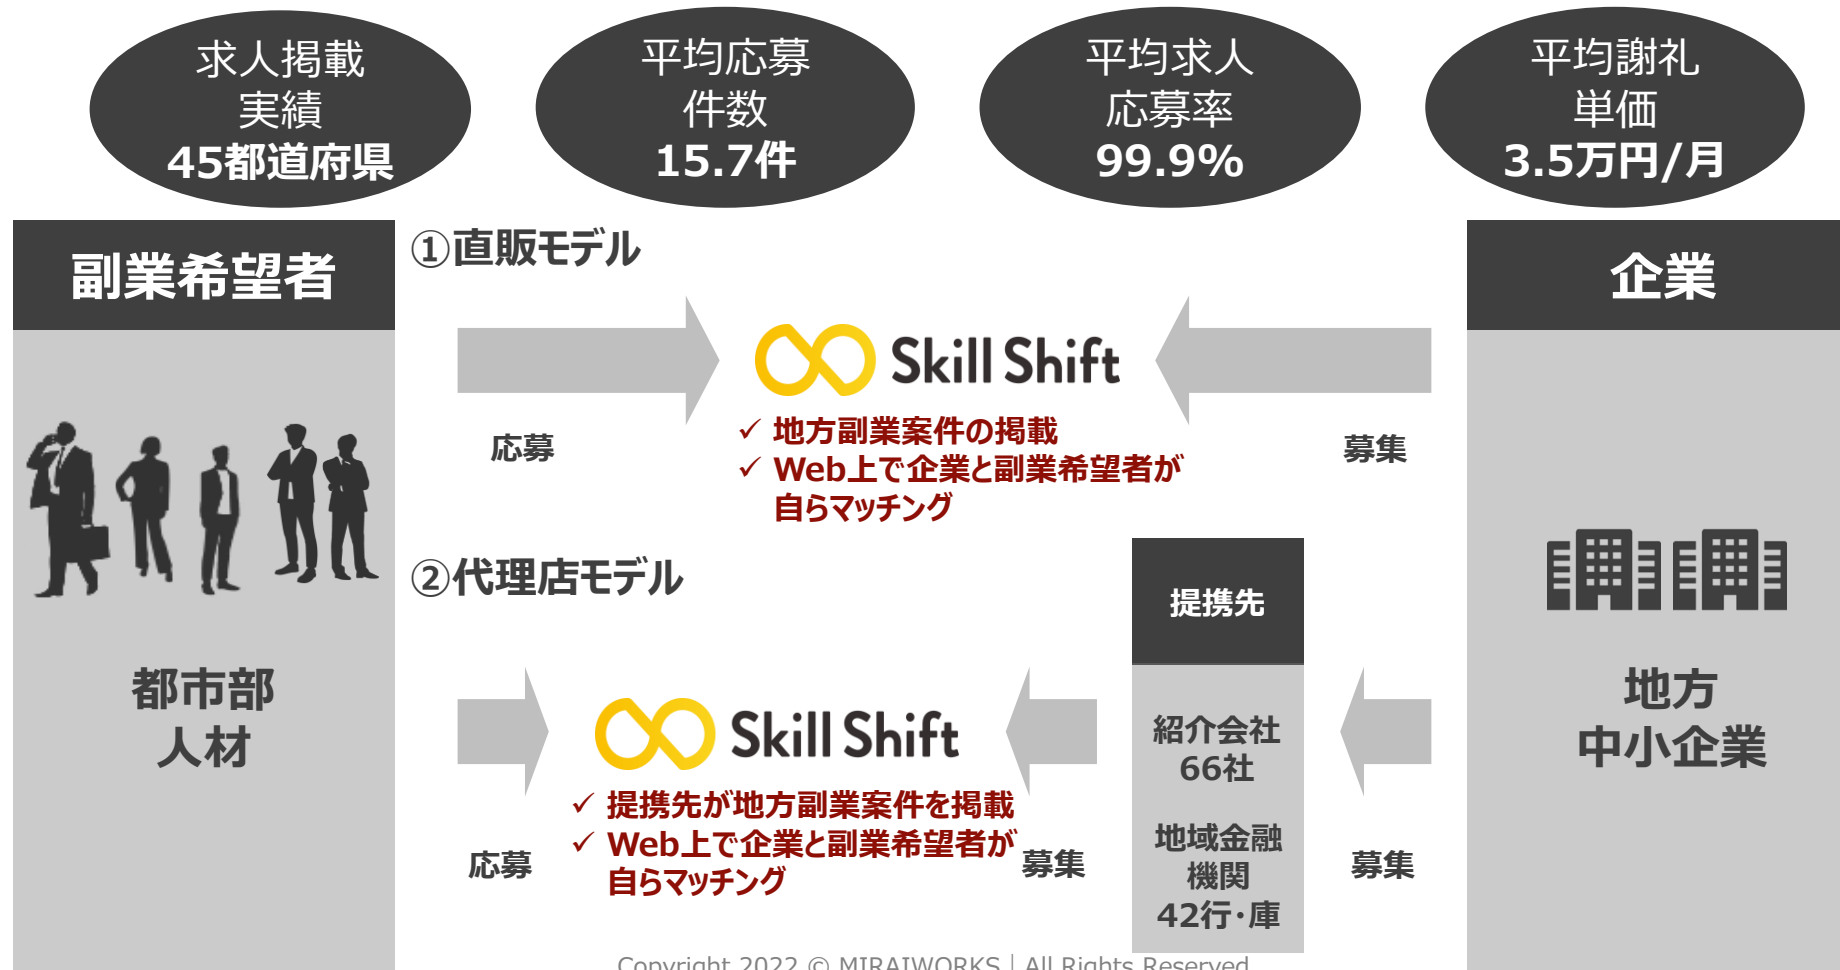 求人掲載
実績
45都道府県
平均応募
件数
15.7件
平均求人
応募率
99.9%
平均謝礼
単価
3.5万円/月
副業希望者
都市部
人材
①直販モデル
応募
Skill Shift
✓ 地方副業案件の掲載
✓ Web上で企業と副業希望者が
自らマッチング
募集
②代理店モデル
応募
Skill Shift
✓ 提携先が地方副業案件を掲載
✓ Web上で企業と副業希望者が
自らマッチング
募集
提携先
紹介会社
66社
地域金融
機関
42行・庫
募集
企業
地方
中小企業
Copyright 2022 © MIRAIWORKS | All Rights Reserved